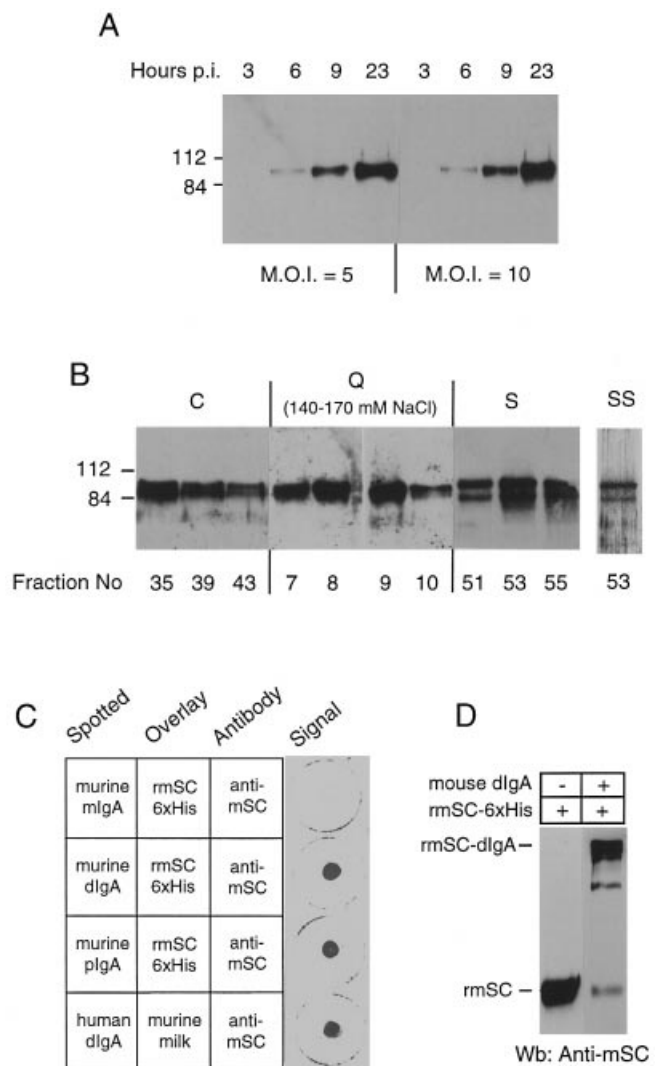 A
Hours p.i. 3 6 9 23 3 6 9 23
112
84
M.O.I. = 5 M.O.I. = 10
B
C Q S SS
(140-170 mM NaCl)
112
84
Fraction No 35 39 43 7 8 9 10 51 53 55 53
C
Spotted Overlay Antibody Signal
murine mIgA rmSC 6xHis anti-mSC
murine dIgA rmSC 6xHis anti-mSC
murine pIgA rmSC 6xHis anti-mSC
human dIgA murine milk anti-mSC
D
mouse dIgA - +
rmSC-6xHis + +
rmSC-dIgA
rmSC
Wb: Anti-mSC